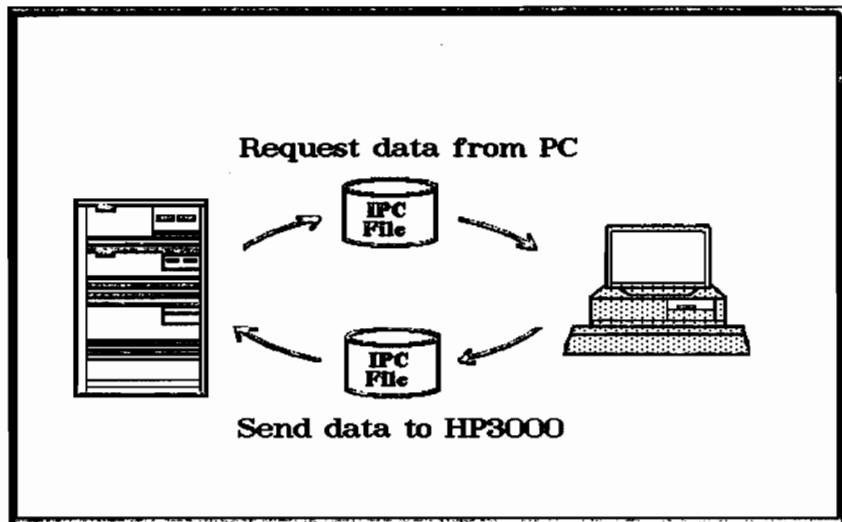 Request data from PC
IPC
File
IPC
File
Send data to HP3000